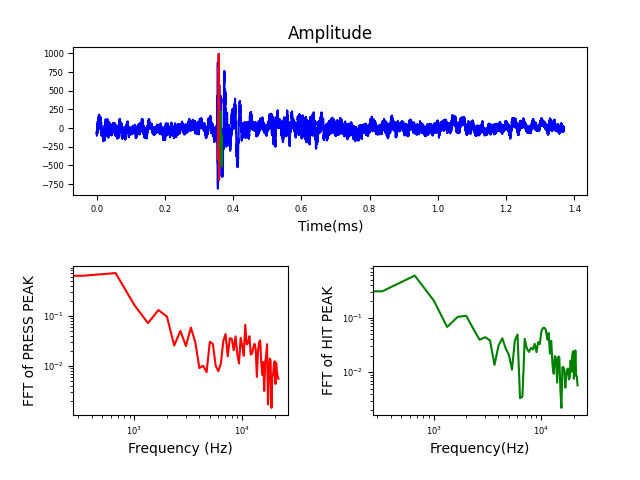 Amplitude
1000
750
500
250
0
−250
−500
−750
0.0 0.2 0.4 0.6 0.8 1.0 1.2 1.4
Time(ms)
FFT of PRESS PEAK
10⁻¹
10⁻²
10³ 10⁴
Frequency (Hz)
FFT of HIT PEAK
10⁻¹
10⁻²
10³ 10⁴
Frequency(Hz)